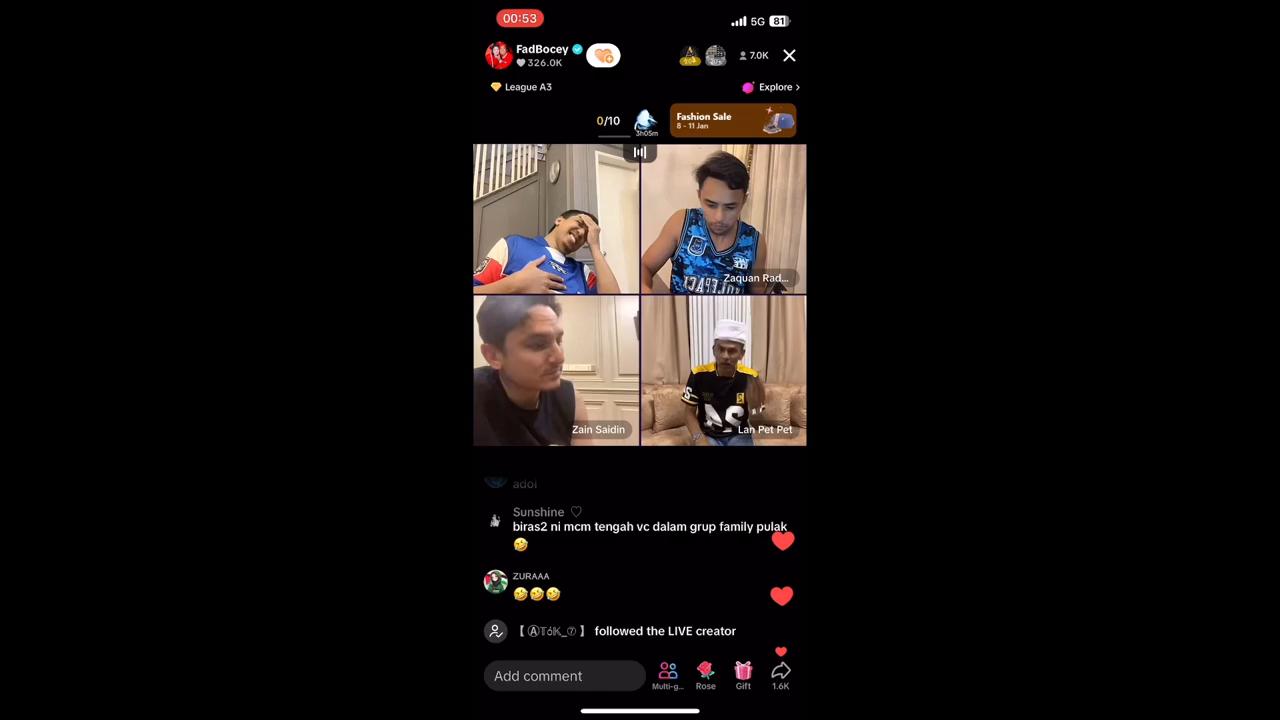 00:53
5G
81
FadBocey
326.0K
7.0K
League A3
Explore >
0/10
3h05m
Fashion Sale
8 - 11 Jan
Zaquan Rad...
Zain Saidin
AS
Lan Pet Pet
adoi
Sunshine ♡
biras2 ni mcm tengah vc dalam grup family pulak
🤣
ZURAAA
🤣🤣🤣
followed the LIVE creator
Add comment
Multi-g...
Rose
Gift
1.6K